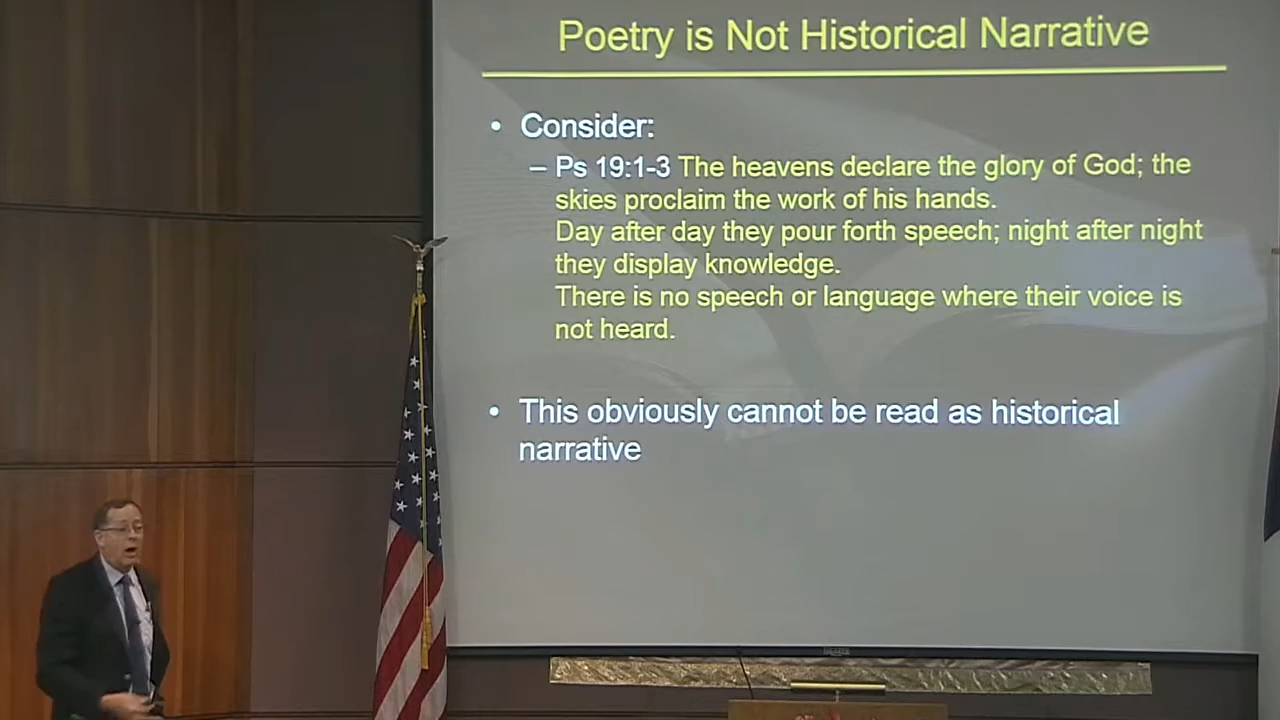 Poetry is Not Historical Narrative
• Consider:
– Ps 19:1-3 The heavens declare the glory of God; the
skies proclaim the work of his hands.
Day after day they pour forth speech; night after night
they display knowledge.
There is no speech or language where their voice is
not heard.
• This obviously cannot be read as historical
narrative